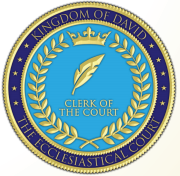 KINGDOM OF DAVID
CLERK OF
THE COURT
THE ECCLESIASTICAL COURT